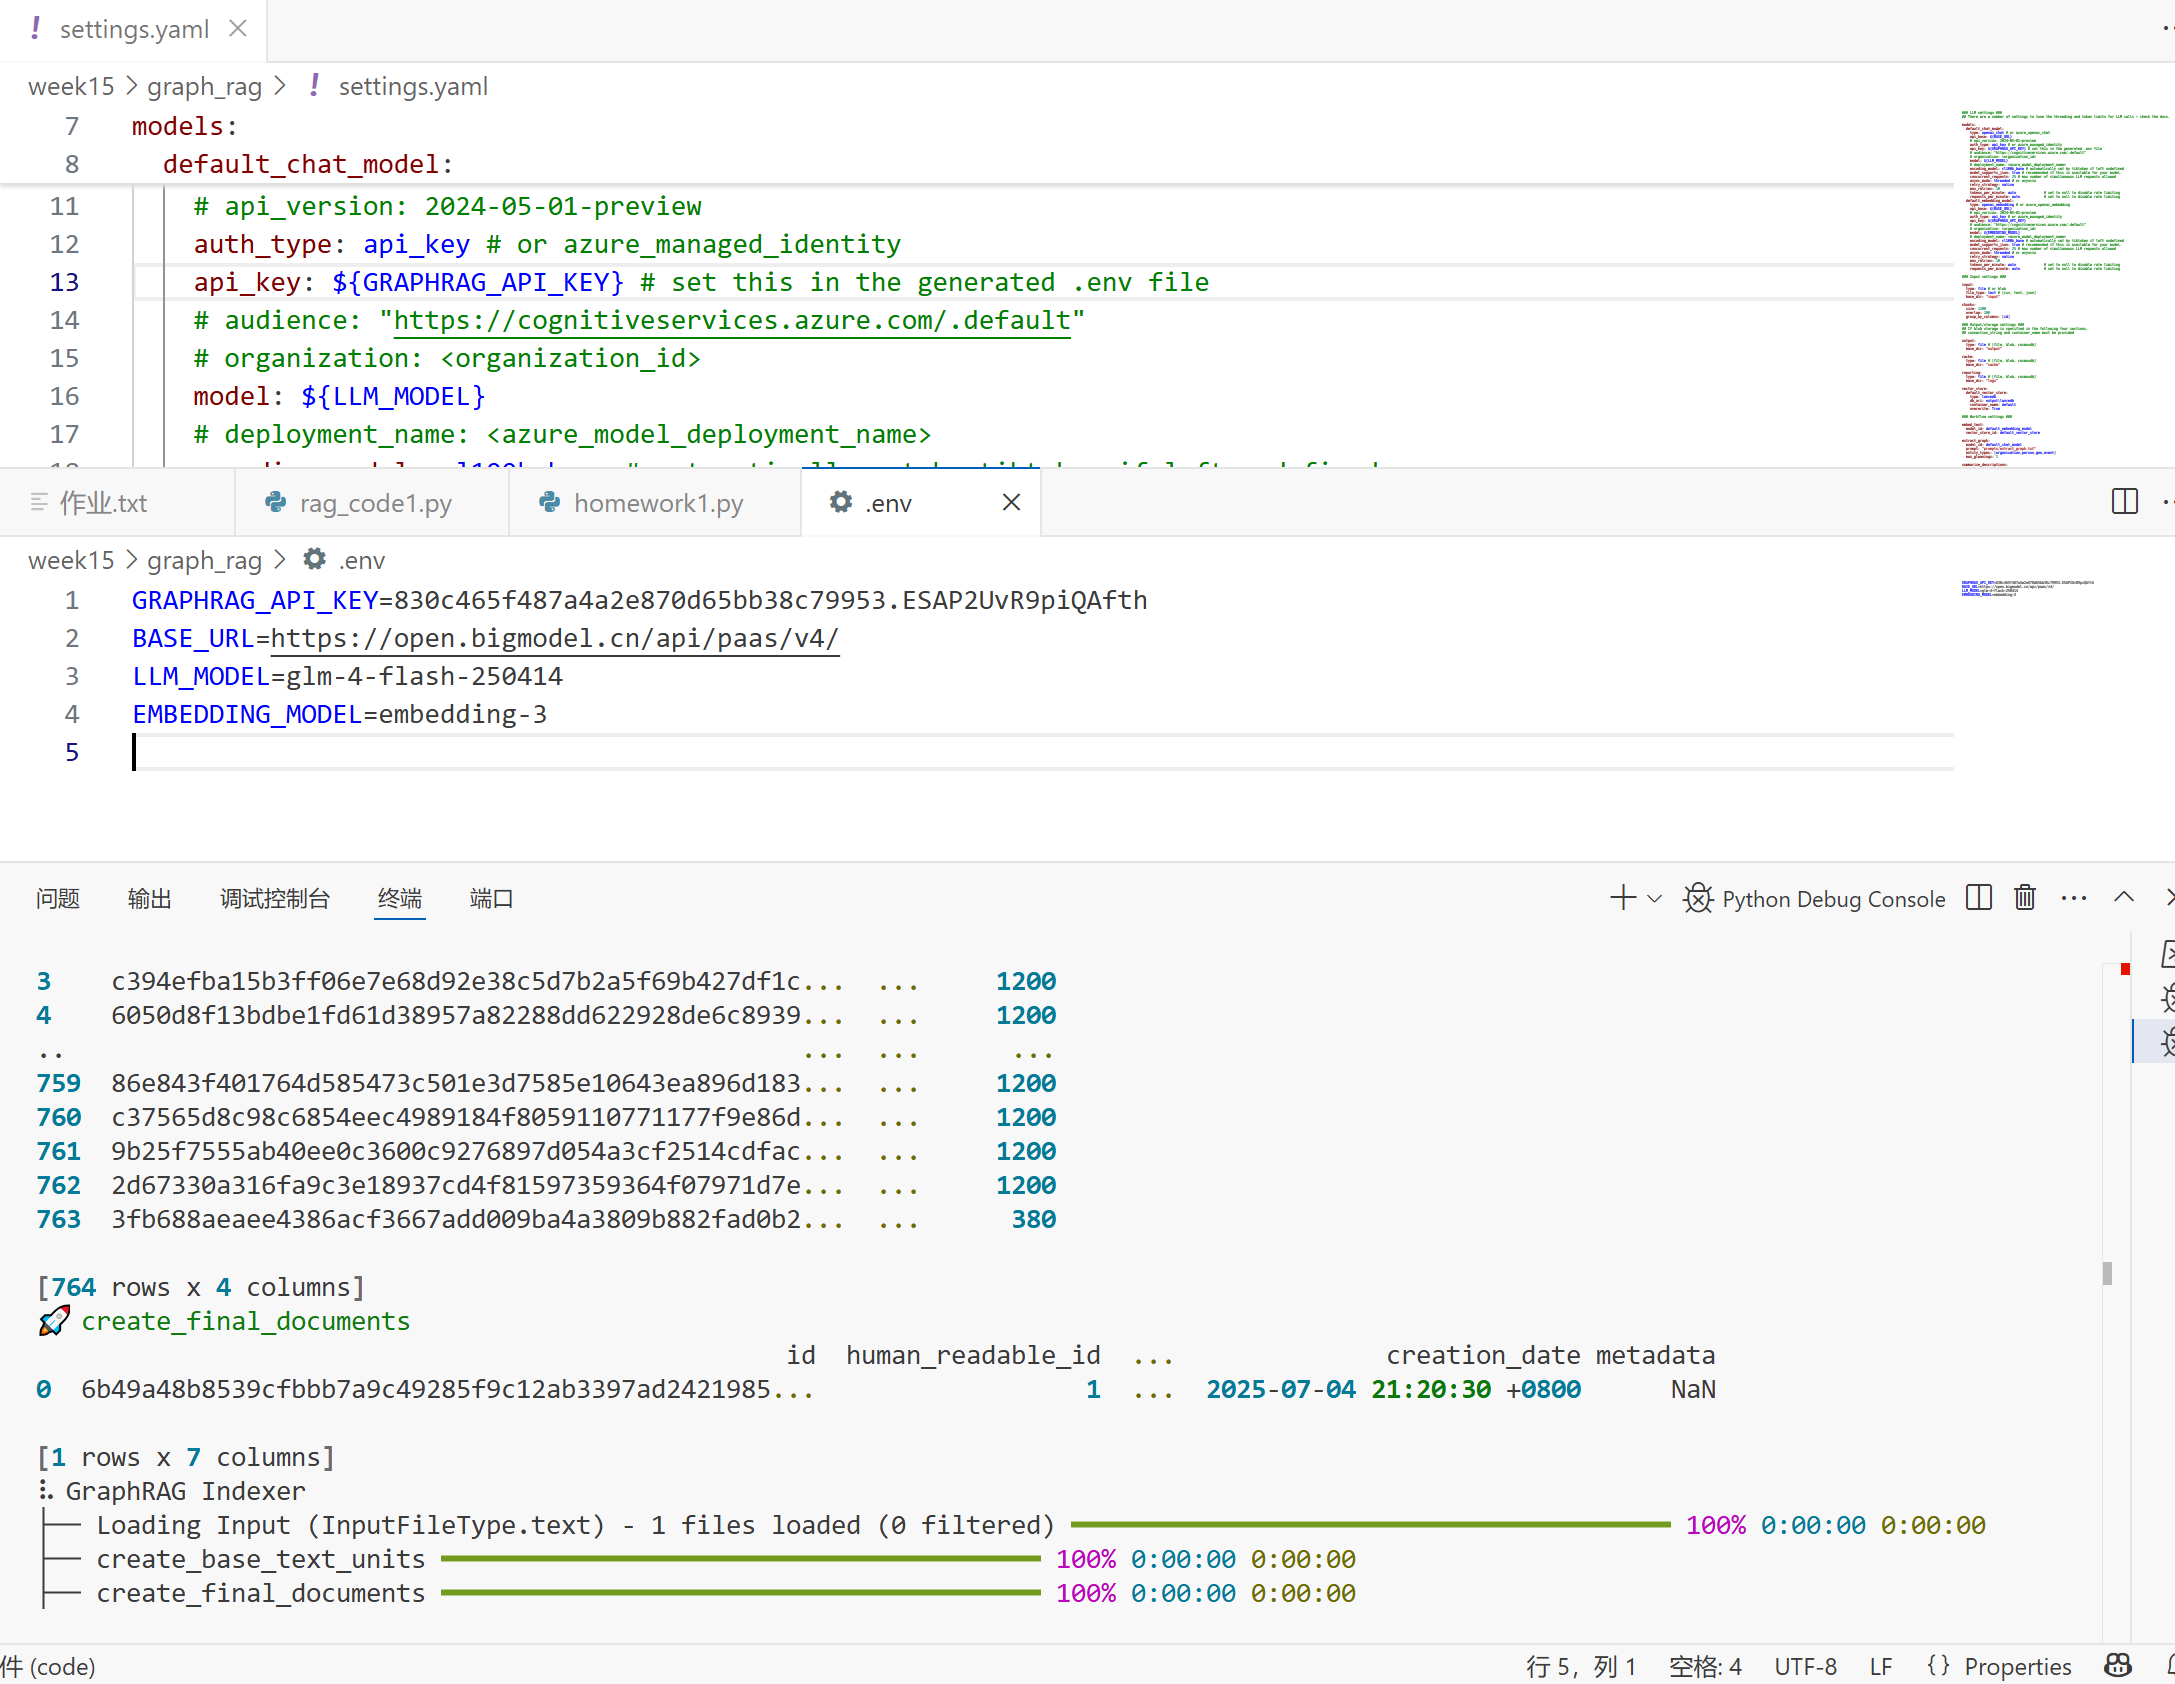 settings.yaml
week15 > graph_rag > settings.yaml
7 models:
8 default_chat_model:
11 # api_version: 2024-05-01-preview
12 auth_type: api_key # or azure_managed_identity
13 api_key: ${GRAPHRAG_API_KEY} # set this in the generated .env file
14 # audience: "https://cognitiveservices.azure.com/.default"
15 # organization: <organization_id>
16 model: ${LLM_MODEL}
17 # deployment_name: <azure_model_deployment_name>
作业.txt rag_code1.py homework1.py .env
week15 > graph_rag > .env
1 GRAPHRAG_API_KEY=830c465f487a4a2e870d65bb38c79953.ESAP2UvR9piQAfth
2 BASE_URL=https://open.bigmodel.cn/api/paas/v4/
3 LLM_MODEL=glm-4-flash-250414
4 EMBEDDING_MODEL=embedding-3
5
问题 输出 调试控制台 终端 端口 Python Debug Console
3 c394efba15b3ff06e7e68d92e38c5d7b2a5f69b427df1c... ... 1200
4 6050d8f13bdbe1fd61d38957a82288dd622928de6c8939... ... 1200
.. ... ... ...
759 86e843f401764d585473c501e3d7585e10643ea896d183... ... 1200
760 c37565d8c98c6854eec4989184f8059110771177f9e86d... ... 1200
761 9b25f7555ab40ee0c3600c9276897d054a3cf2514cdfac... ... 1200
762 2d67330a316fa9c3e18937cd4f81597359364f07971d7e... ... 1200
763 3fb688aeaee4386acf3667add009ba4a3809b882fad0b2... ... 380
[764 rows x 4 columns]
🚀 create_final_documents
id human_readable_id ... creation_date metadata
0 6b49a48b8539cfbbb7a9c49285f9c12ab3397ad2421985... 1 ... 2025-07-04 21:20:30 +0800 NaN
[1 rows x 7 columns]
GraphRAG Indexer
Loading Input (InputFileType.text) - 1 files loaded (0 filtered) 100% 0:00:00 0:00:00
create_base_text_units 100% 0:00:00 0:00:00
create_final_documents 100% 0:00:00 0:00:00
件 (code) 行 5，列 1 空格: 4 UTF-8 LF {} Properties